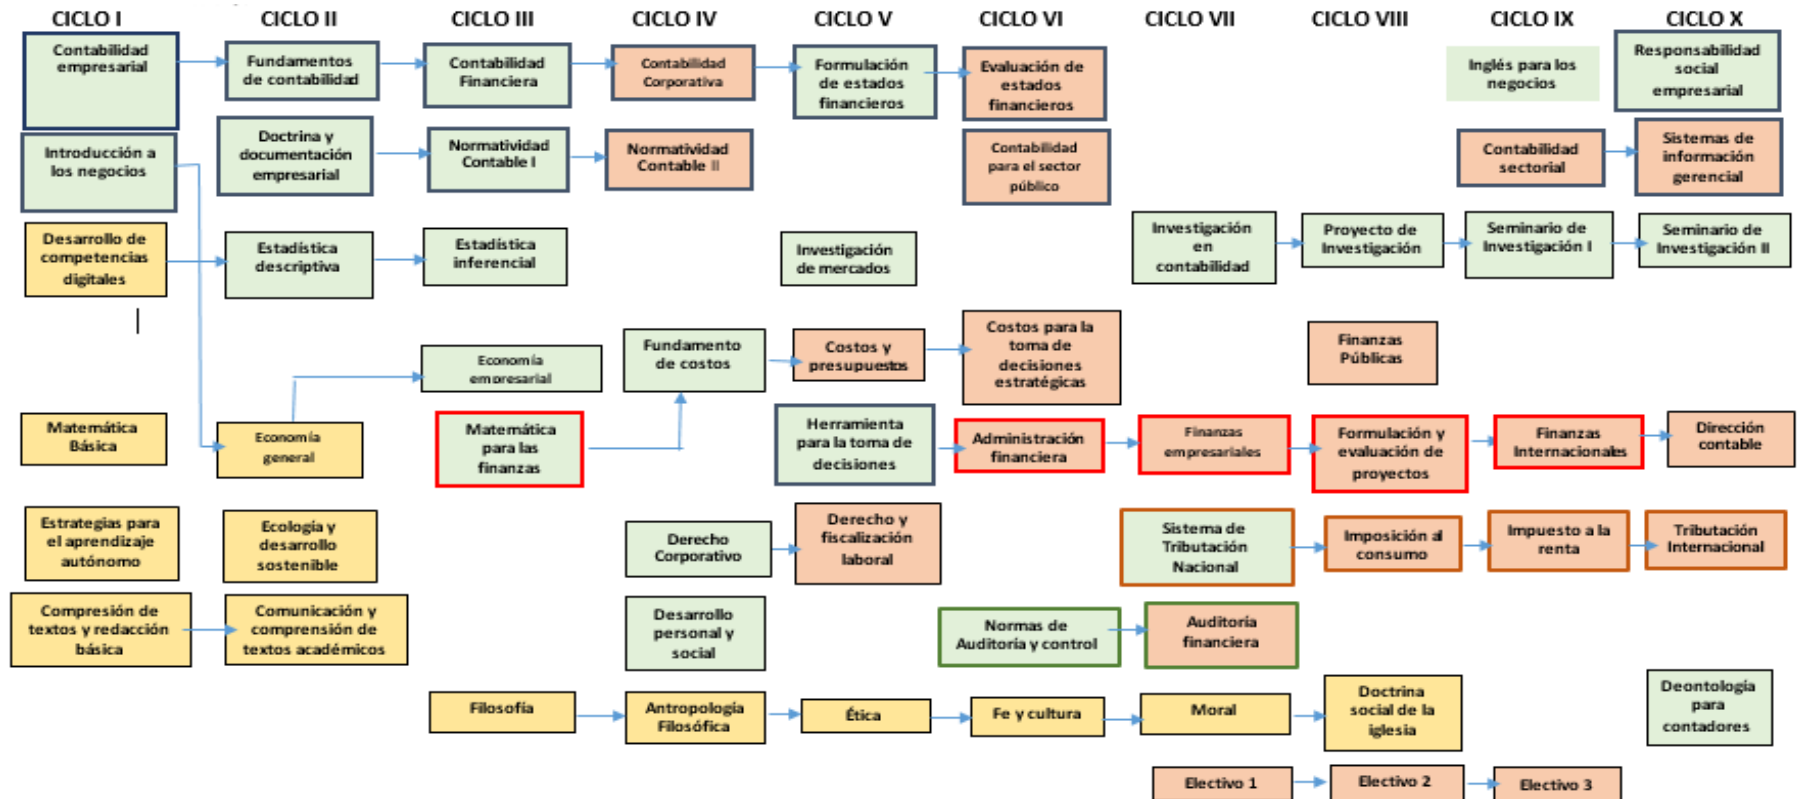 CICLO I
CICLO II
CICLO III
CICLO IV
CICLO V
CICLO VI
CICLO VII
CICLO VIII
CICLO IX
CICLO X
Contabilidad
empresarial
Fundamentos
de contabilidad
Contabilidad
Financiera
Contabilidad
Corporativa
Formulación
de estados
financieros
Evaluación de
estados
financieros
Inglés para los
negocios
Responsabilidad
social
empresarial
Introducción a
los negocios
Doctrina y
documentación
empresarial
Normatividad
Contable I
Normatividad
Contable II
Contabilidad
para el sector
público
Contabilidad
sectorial
Sistemas de
información
gerencial
Desarrollo de
competencias
digitales
Estadística
descriptiva
Estadística
inferencial
Investigación
de mercados
Investigación
en
contabilidad
Proyecto de
Investigación
Seminario de
Investigación I
Seminario de
Investigación II
Economía
empresarial
Fundamento
de costos
Costos y
presupuestos
Costos para la
toma de
decisiones
estratégicas
Finanzas
Públicas
Matemática
Básica
Economía
general
Matemática
para las
finanzas
Herramienta
para la toma de
decisiones
Administración
financiera
Finanzas
empresariales
Formulación y
evaluación de
proyectos
Finanzas
Internacionales
Dirección
contable
Estrategias para
el aprendizaje
autónomo
Ecología y
desarrollo
sostenible
Derecho
Corporativo
Derecho y
fiscalización
laboral
Sistema de
Tributación
Nacional
Imposición al
consumo
Impuesto a la
renta
Tributación
Internacional
Compresión de
textos y redacción
básica
Comunicación y
comprensión de
textos académicos
Desarrollo
personal y
social
Normas de
Auditoría y control
Auditoría
financiera
Filosofía
Antropología
Filosófica
Ética
Fe y cultura
Moral
Doctrina
social de la
iglesia
Deontología
para
contadores
Electivo 1
Electivo 2
Electivo 3